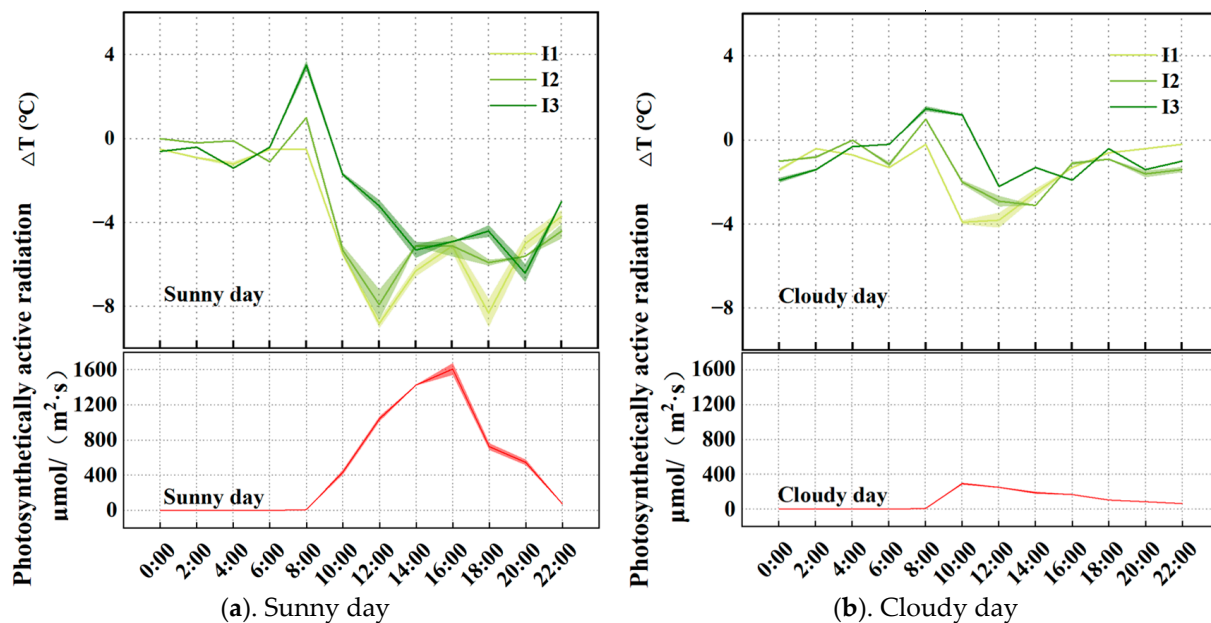 △T (℃)
Photosynthetically active radiation
μmol/（m²·s)
4
0
−4
−8
I1
I2
I3
Sunny day
1600
1200
800
400
0
Sunny day
0:00
2:00
4:00
6:00
8:00
10:00
12:00
14:00
16:00
18:00
20:00
22:00
(a). Sunny day
△T (℃)
Photosynthetically active radiation
μmol/（m²·s)
4
0
−4
−8
I1
I2
I3
Cloudy day
1600
1200
800
400
0
Cloudy day
0:00
2:00
4:00
6:00
8:00
10:00
12:00
14:00
16:00
18:00
20:00
22:00
(b). Cloudy day